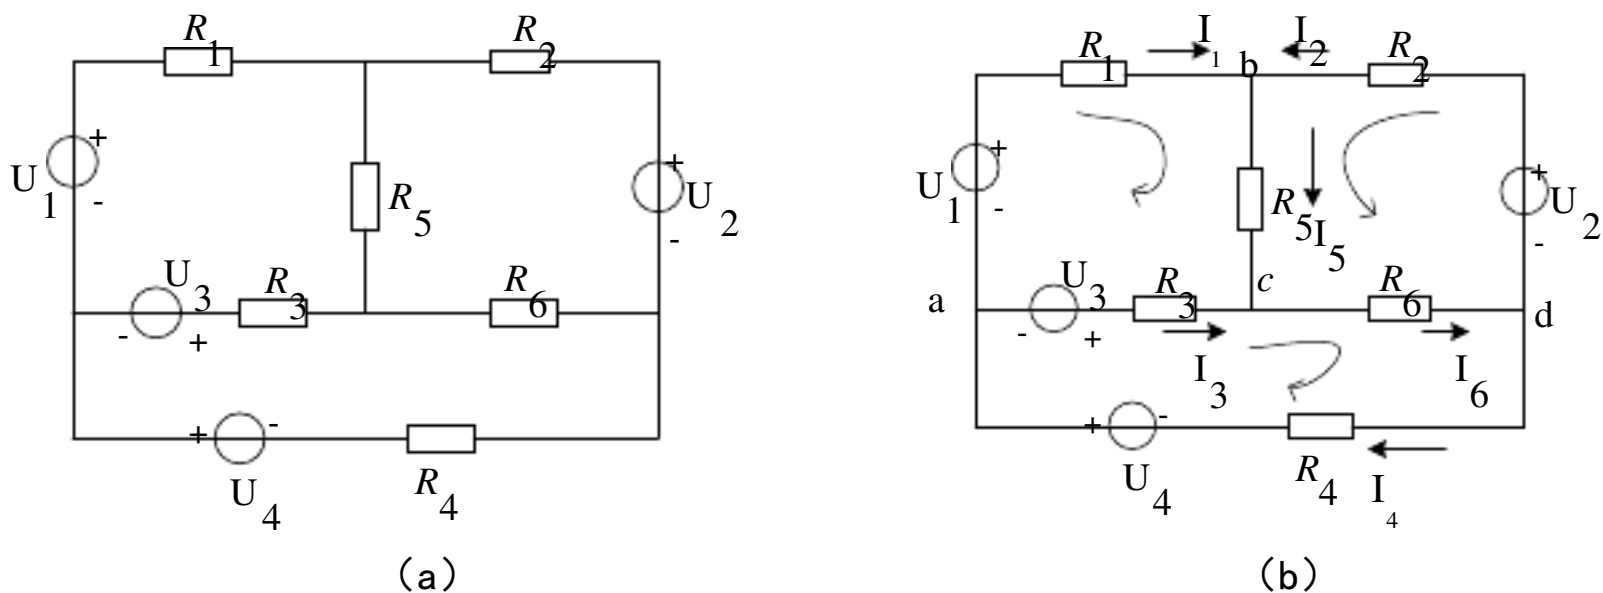 R1
R2
+
U1
-
R5
+
U2
-
U3
R3
R6
-
+
+
-
U4
R4
(a)
I1
I2
R1
b
R2
+
U1
-
R5
I5
+
U2
-
a
U3
R3
c
R6
d
-
+
I3
I6
+
-
U4
R4
I4
(b)